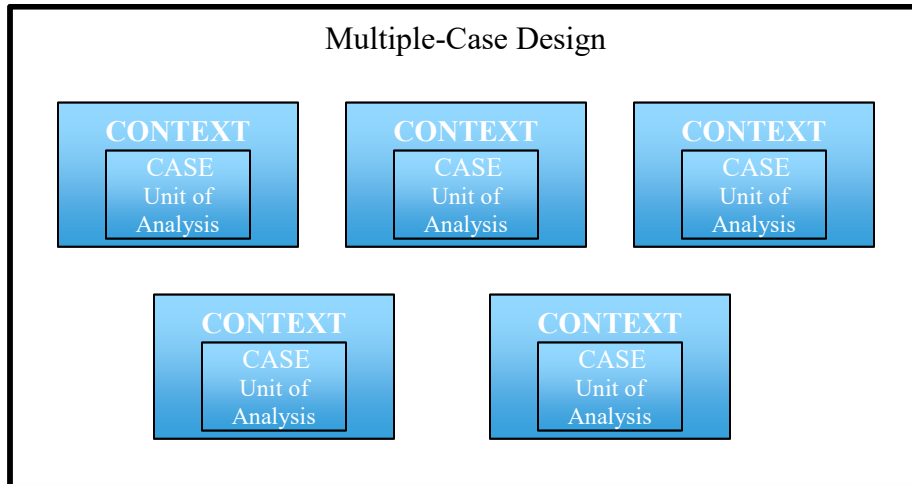 Multiple-Case Design
CONTEXT
CASE
Unit of
Analysis
CONTEXT
CASE
Unit of
Analysis
CONTEXT
CASE
Unit of
Analysis
CONTEXT
CASE
Unit of
Analysis
CONTEXT
CASE
Unit of
Analysis